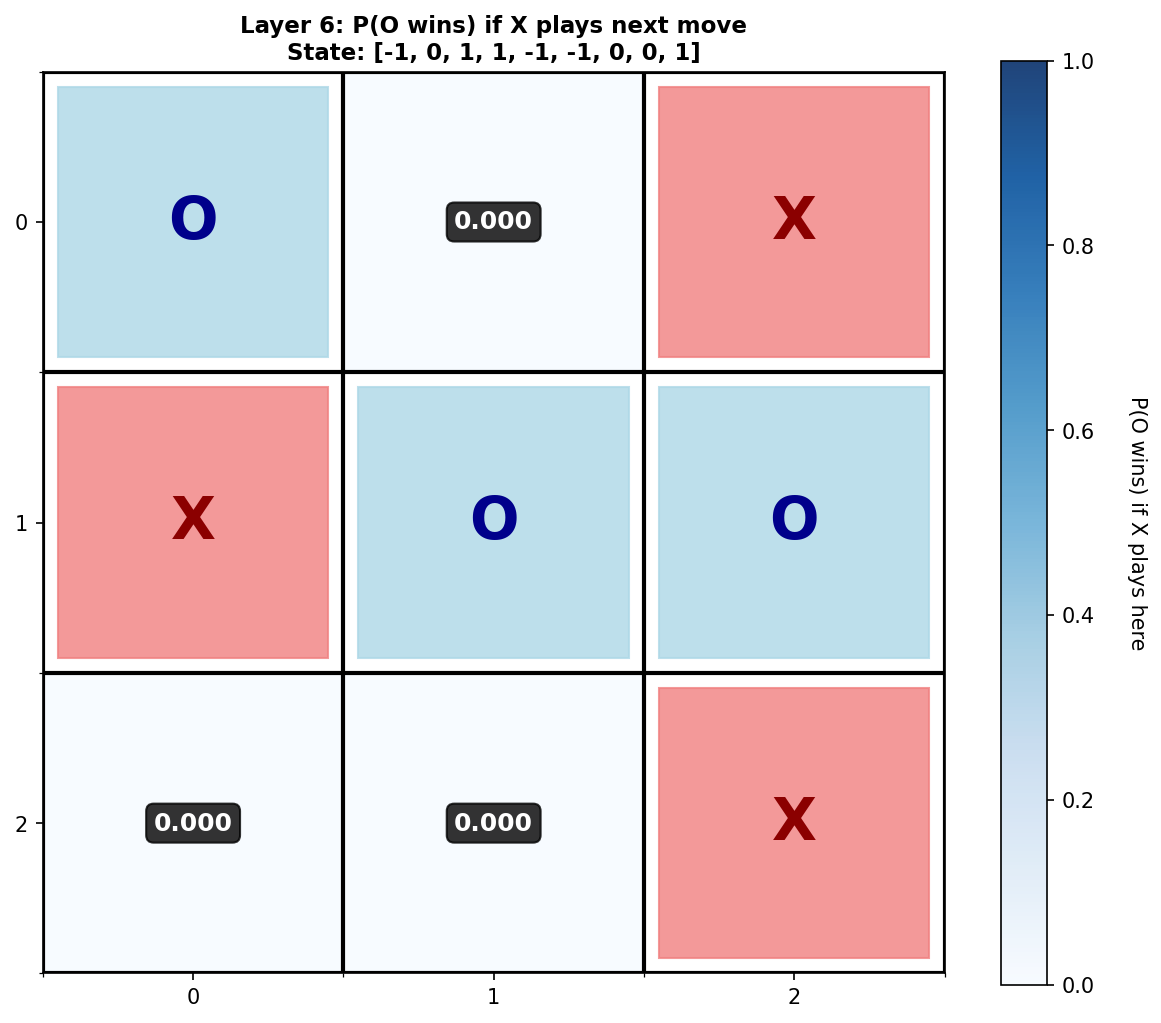 Layer 6: P(O wins) if X plays next move
State: [-1, 0, 1, 1, -1, -1, 0, 0, 1]
0
O
0.000
X
1
X
O
O
2
0.000
0.000
X
0
1
2
1.0
0.8
0.6
0.4
0.2
0.0
P(O wins) if X plays here